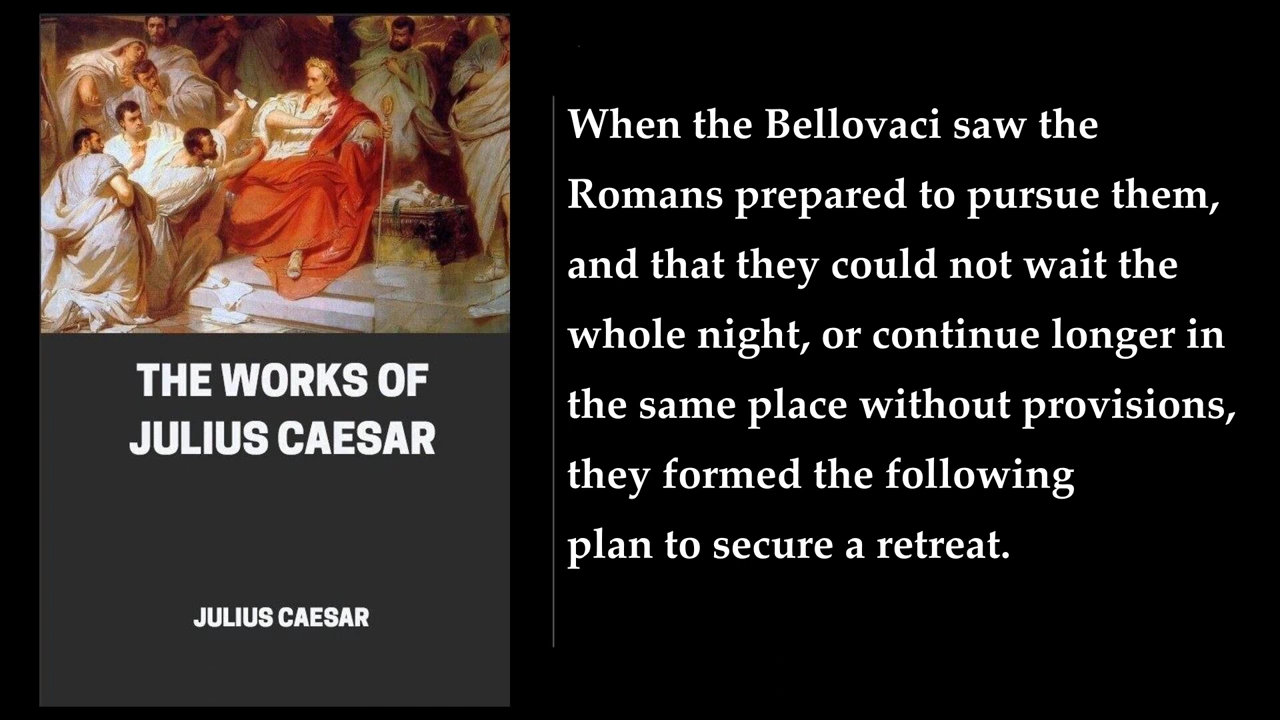 THE WORKS OF
JULIUS CAESAR
JULIUS CAESAR
When the Bellovaci saw the
Romans prepared to pursue them,
and that they could not wait the
whole night, or continue longer in
the same place without provisions,
they formed the following
plan to secure a retreat.